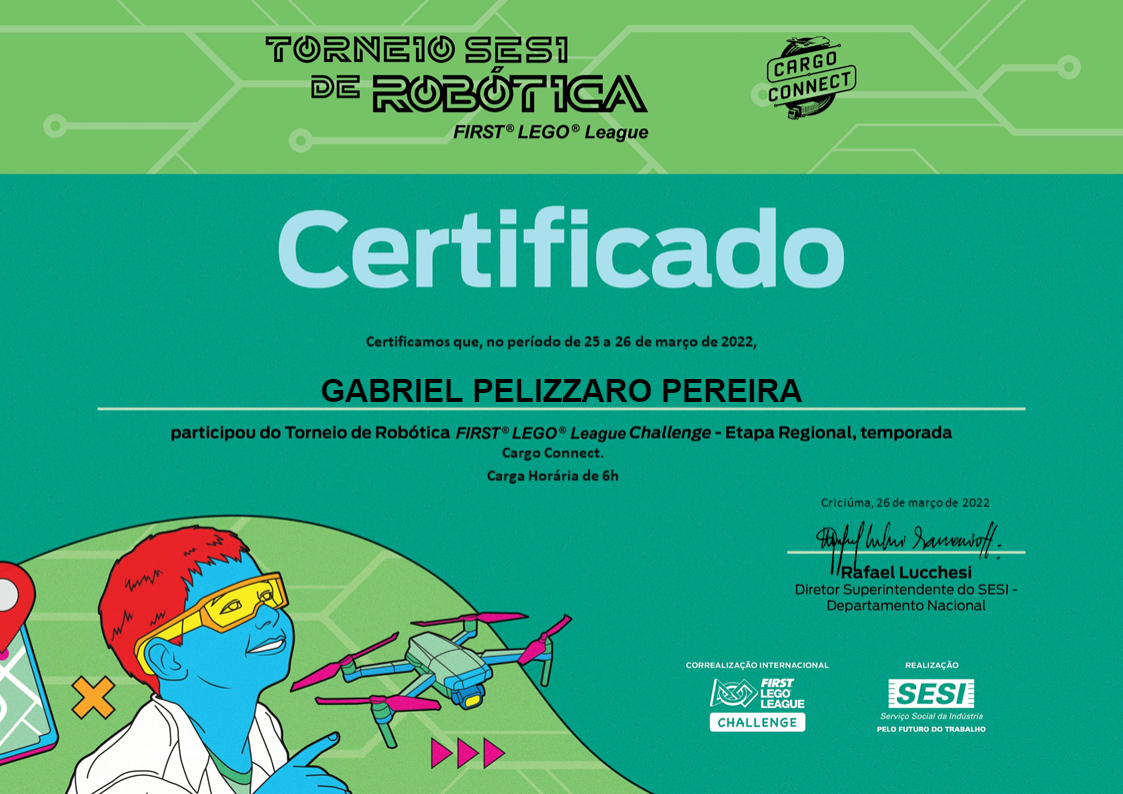 TORNEIO SESI
DE ROBÓTICA
FIRST® LEGO® League
CARGO
CONNECT
Certificado
Certificamos que, no período de 25 a 26 de março de 2022,
GABRIEL PELIZZARO PEREIRA
participou do Torneio de Robótica FIRST® LEGO® League Challenge - Etapa Regional, temporada
Cargo Connect.
Carga Horária de 6h
Criciúma, 26 de março de 2022
Rafael Lucchesi
Diretor Superintendente do SESI -
Departamento Nacional
CORREALIZAÇÃO INTERNACIONAL
FIRST
LEGO
LEAGUE
CHALLENGE
REALIZAÇÃO
SESI
Serviço Social da Indústria
PELO FUTURO DO TRABALHO